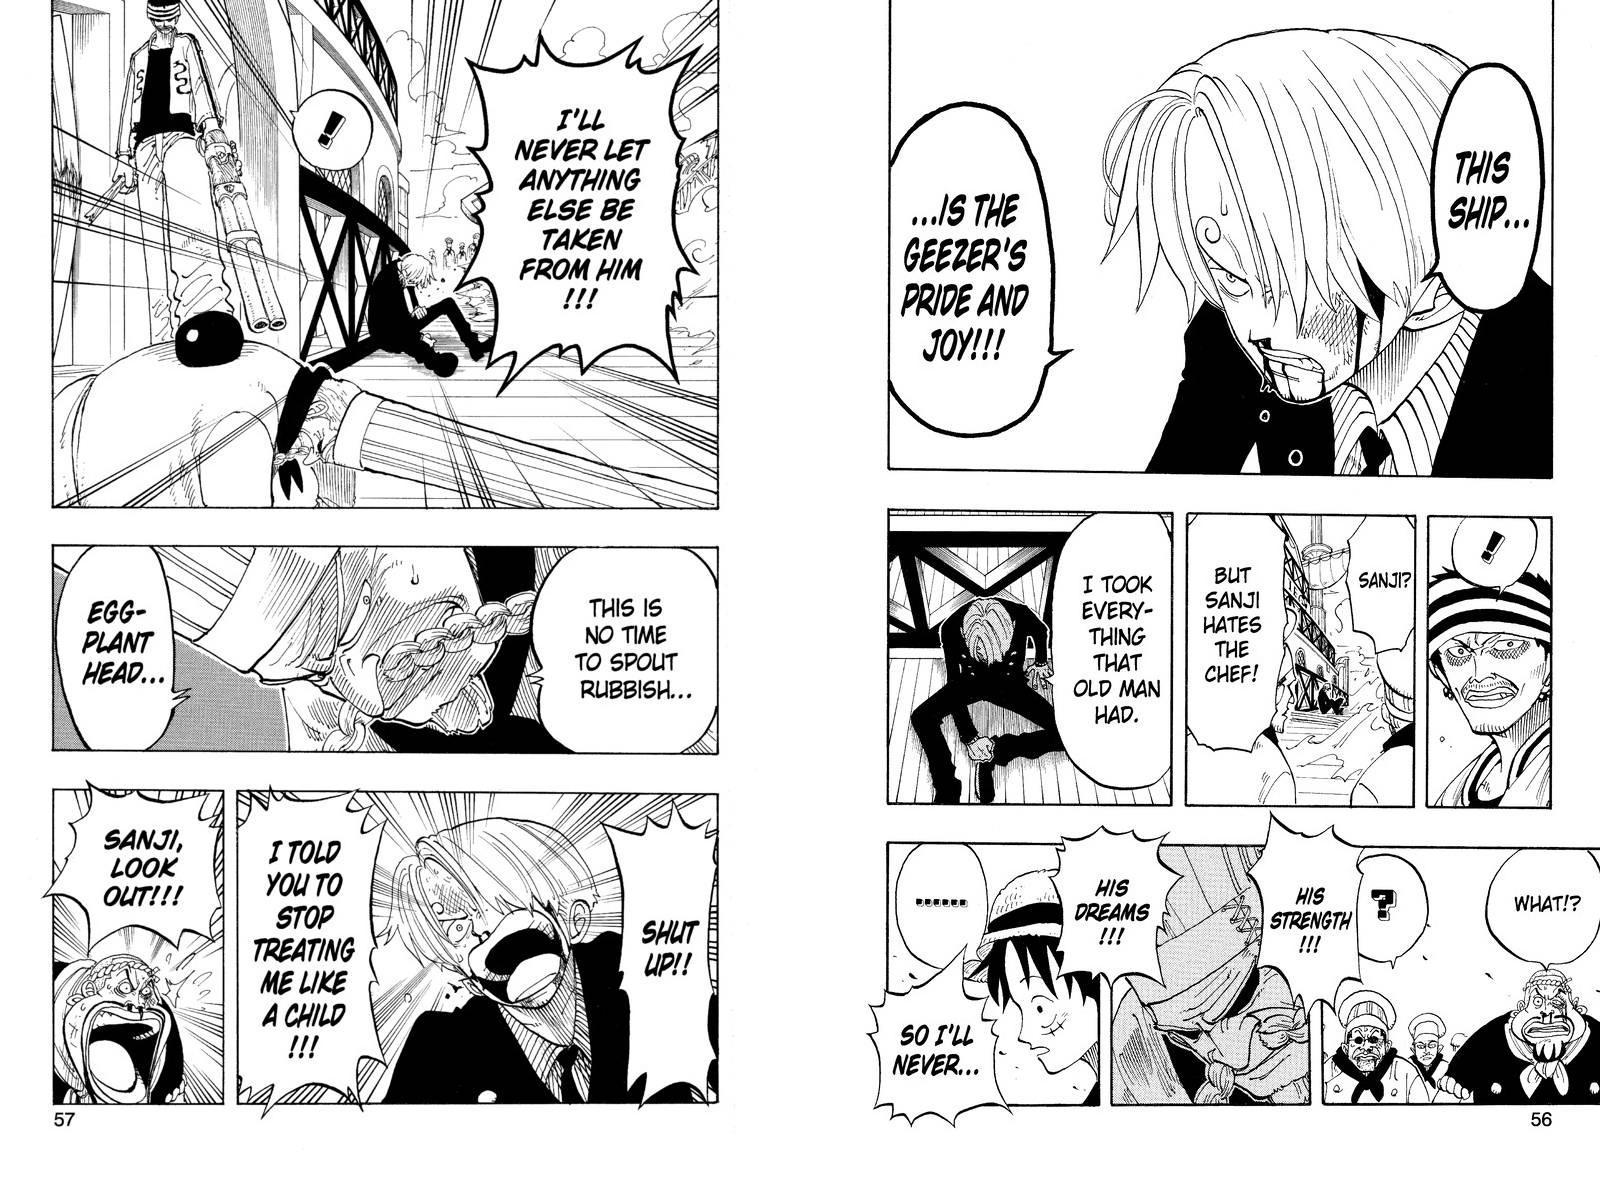 THIS
SHIP...
...IS THE
GEEZER'S
PRIDE AND
JOY!!!
!
SANJI?
BUT
SANJI
HATES
THE
CHEF!
I TOOK
EVERY-
THING
THAT
OLD MAN
HAD.
WHAT!?
?
HIS
STRENGTH
!!!
HIS
DREAMS
!!!
......
SO I'LL
NEVER...
56
I'LL
NEVER LET
ANYTHING
ELSE BE
TAKEN
FROM HIM
!!!
!
THIS IS
NO TIME
TO SPOUT
RUBBISH...
EGG-
PLANT
HEAD...
SHUT
UP!!
I TOLD
YOU TO
STOP
TREATING
ME LIKE
A CHILD
!!!
SANJI,
LOOK
OUT!!!
57